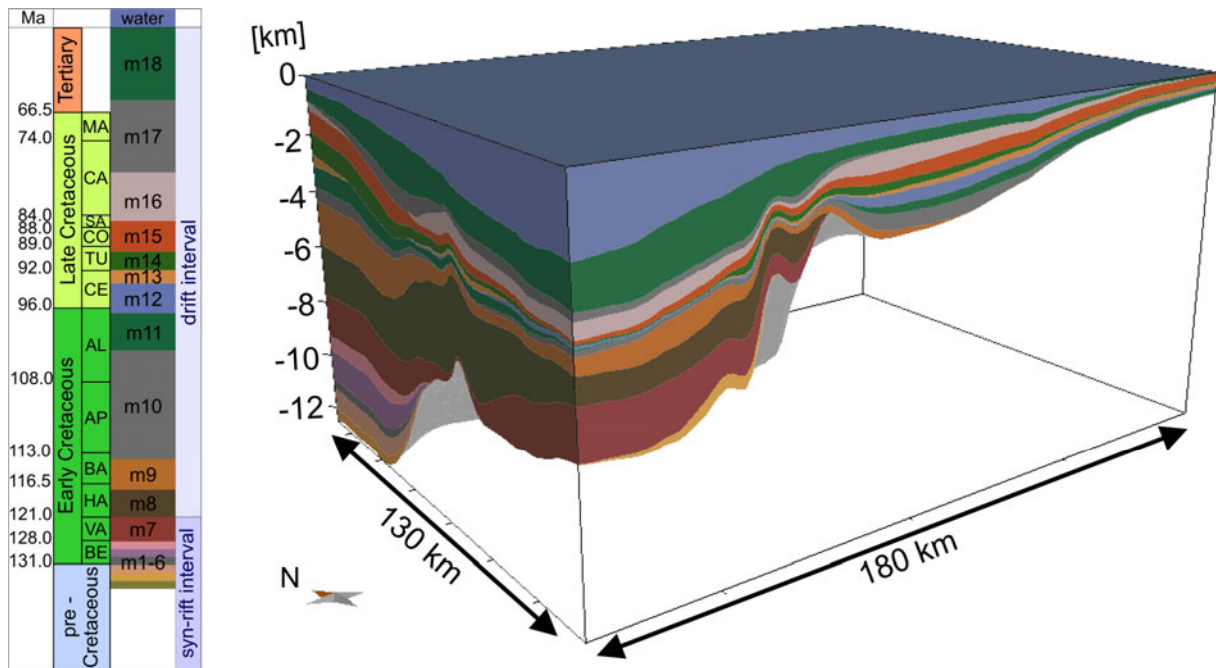 Ma
water
[km]
Tertiary
m18
0
66.5
74.0
MA
m17
-2
Late Cretaceous
CA
m16
-4
84.0
SA
88.0
CO
m15
89.0
TU
m14
-6
92.0
m13
CE
m12
96.0
drift interval
-8
m11
AL
-10
108.0
Early Cretaceous
AP
m10
-12
113.0
BA
m9
116.5
HA
m8
121.0
VA
m7
128.0
BE
131.0
m1-6
pre -
Cretaceous
syn-rift interval
130 km
180 km
N